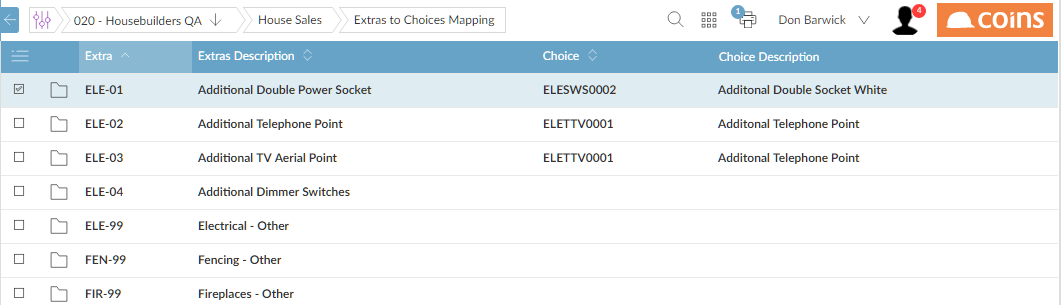 020 - Housebuilders QA House Sales Extras to Choices Mapping 1 Don Barwick 4 coins
Extra Extras Description Choice Choice Description
ELE-01 Additional Double Power Socket ELESWS0002 Additonal Double Socket White
ELE-02 Additional Telephone Point ELETTV0001 Additonal Telephone Point
ELE-03 Additional TV Aerial Point ELETTV0001 Additonal Telephone Point
ELE-04 Additional Dimmer Switches
ELE-99 Electrical - Other
FEN-99 Fencing - Other
FIR-99 Fireplaces - Other